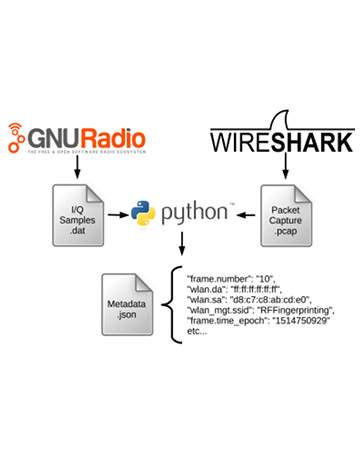 GNURadio
THE FREE & OPEN SOFTWARE RADIO ECOSYSTEM
WIRESHARK
I/Q
Samples
.dat
python™
Packet
Capture
.pcap
Metadata
.json
"frame.number": "10",
"wlan.da": "ff:ff:ff:ff:ff:ff",
"wlan.sa": "d8:c7:c8:ab:cd:e0",
"wlan_mgt.ssid": "RFFingerprinting",
"frame.time_epoch": "1514750929"
etc...